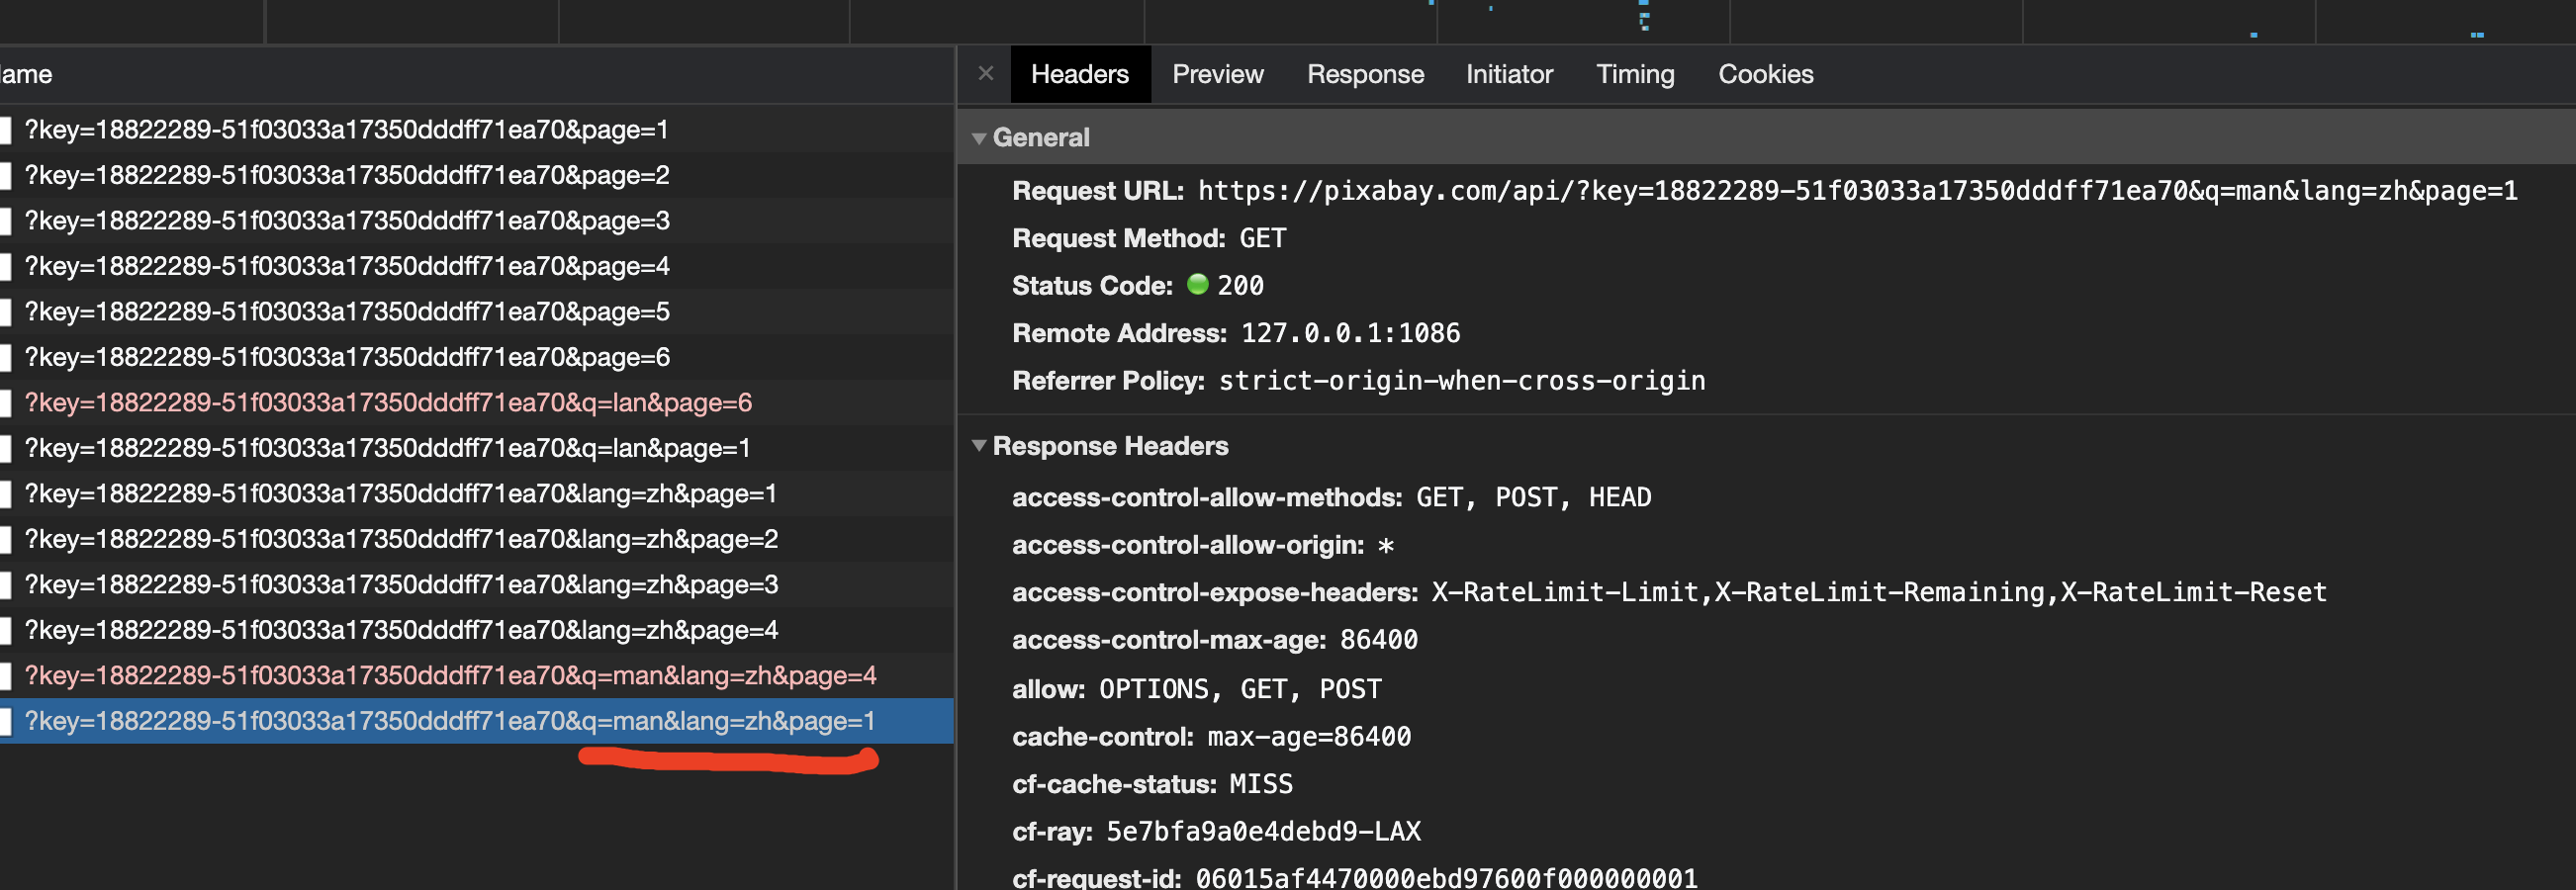 ame
?key=18822289-51f03033a17350dddff71ea70&page=1
?key=18822289-51f03033a17350dddff71ea70&page=2
?key=18822289-51f03033a17350dddff71ea70&page=3
?key=18822289-51f03033a17350dddff71ea70&page=4
?key=18822289-51f03033a17350dddff71ea70&page=5
?key=18822289-51f03033a17350dddff71ea70&page=6
?key=18822289-51f03033a17350dddff71ea70&q=lan&page=6
?key=18822289-51f03033a17350dddff71ea70&q=lan&page=1
?key=18822289-51f03033a17350dddff71ea70&lang=zh&page=1
?key=18822289-51f03033a17350dddff71ea70&lang=zh&page=2
?key=18822289-51f03033a17350dddff71ea70&lang=zh&page=3
?key=18822289-51f03033a17350dddff71ea70&lang=zh&page=4
?key=18822289-51f03033a17350dddff71ea70&q=man&lang=zh&page=4
?key=18822289-51f03033a17350dddff71ea70&q=man&lang=zh&page=1
× Headers Preview Response Initiator Timing Cookies
General
Request URL: https://pixabay.com/api/?key=18822289-51f03033a17350dddff71ea70&q=man&lang=zh&page=1
Request Method: GET
Status Code: 200
Remote Address: 127.0.0.1:1086
Referrer Policy: strict-origin-when-cross-origin
Response Headers
access-control-allow-methods: GET, POST, HEAD
access-control-allow-origin: *
access-control-expose-headers: X-RateLimit-Limit,X-RateLimit-Remaining,X-RateLimit-Reset
access-control-max-age: 86400
allow: OPTIONS, GET, POST
cache-control: max-age=86400
cf-cache-status: MISS
cf-ray: 5e7bfa9a0e4debd9-LAX
cf-request-id: 06015af4470000ebd97600f000000001